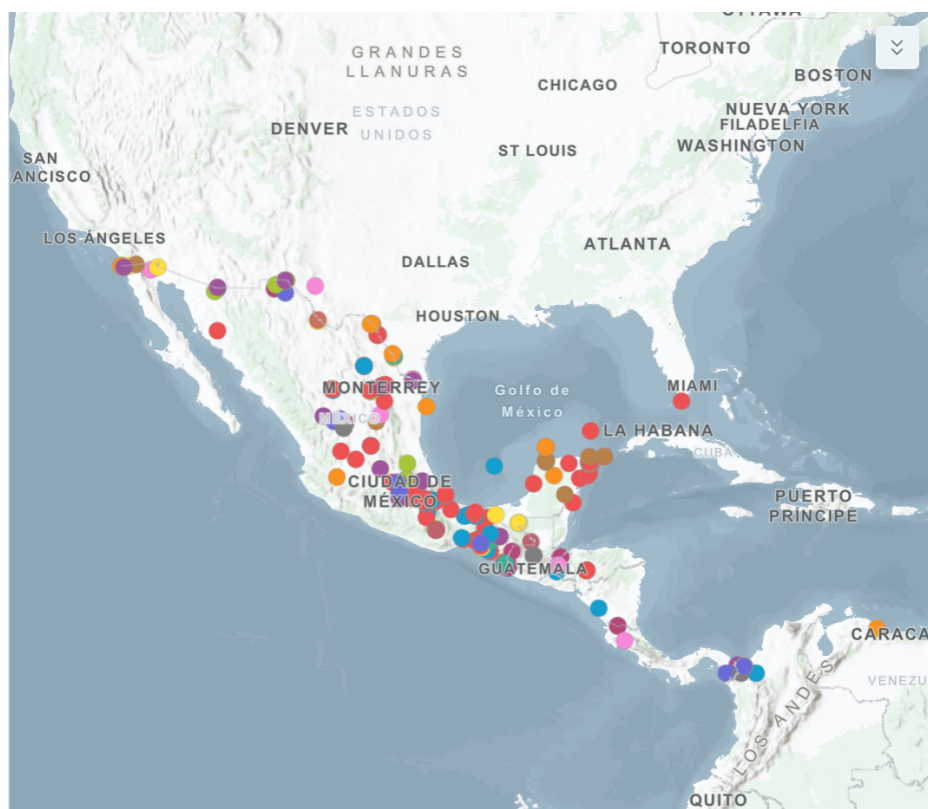 OTTAWA
TORONTO
GRANDES
LLANURAS
BOSTON
CHICAGO
ESTADOS
UNIDOS
NUEVA YORK
FILADELFIA
DENVER
WASHINGTON
ST LOUIS
SAN
ANCISCO
LOS ÁNGELES
ATLANTA
DALLAS
HOUSTON
MONTERREY
MIAMI
Golfo de
México
MÉXICO
LA HABANA
CUBA
CIUDAD DE
MÉXICO
PUERTO
PRÍNCIPE
GUATEMALA
CARACA
VENEZU
LOS ANDES
QUITO